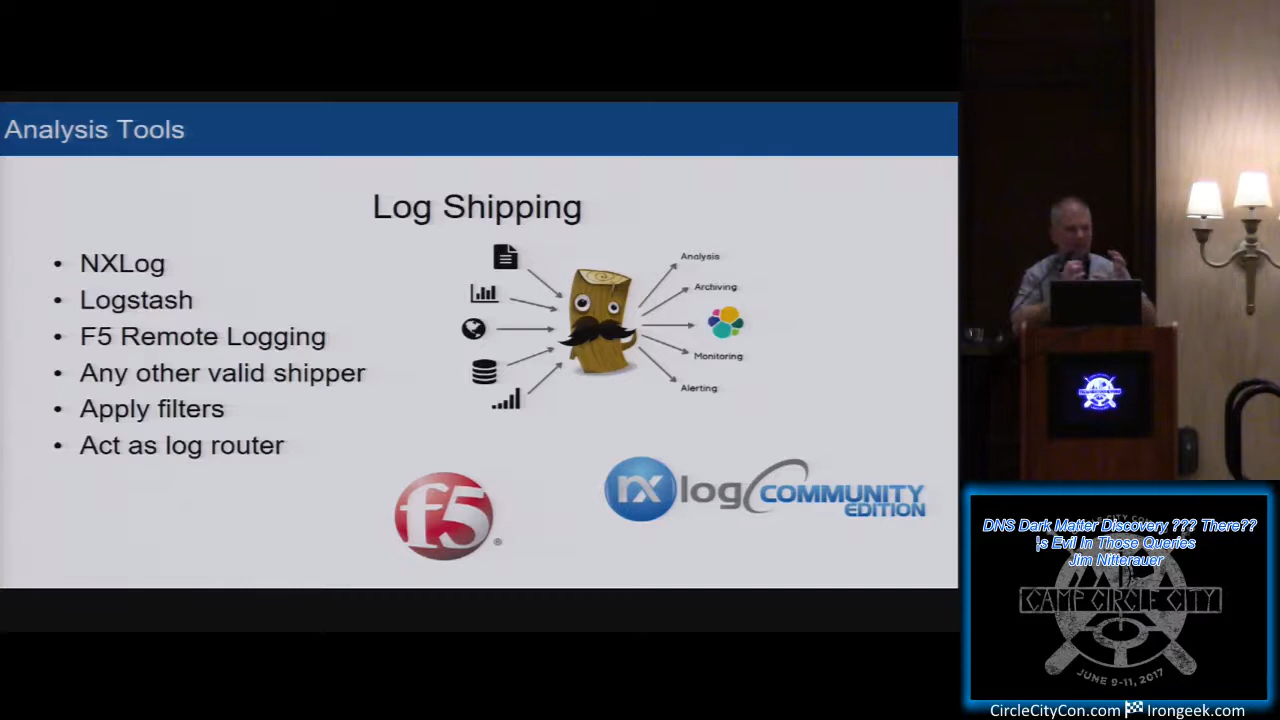 Analysis Tools
Log Shipping
• NXLog
• Logstash
• F5 Remote Logging
• Any other valid shipper
• Apply filters
• Act as log router
Analysis
Archiving
Monitoring
Alerting
f5
®
nx log COMMUNITY
EDITION
DNS Dark Matter Discovery ??? There??
s Evil In Those Queries
Jim Nitterauer
CAMP CIRCLE CITY
JUNE 9-11, 2017
CircleCityCon.com Irongeek.com